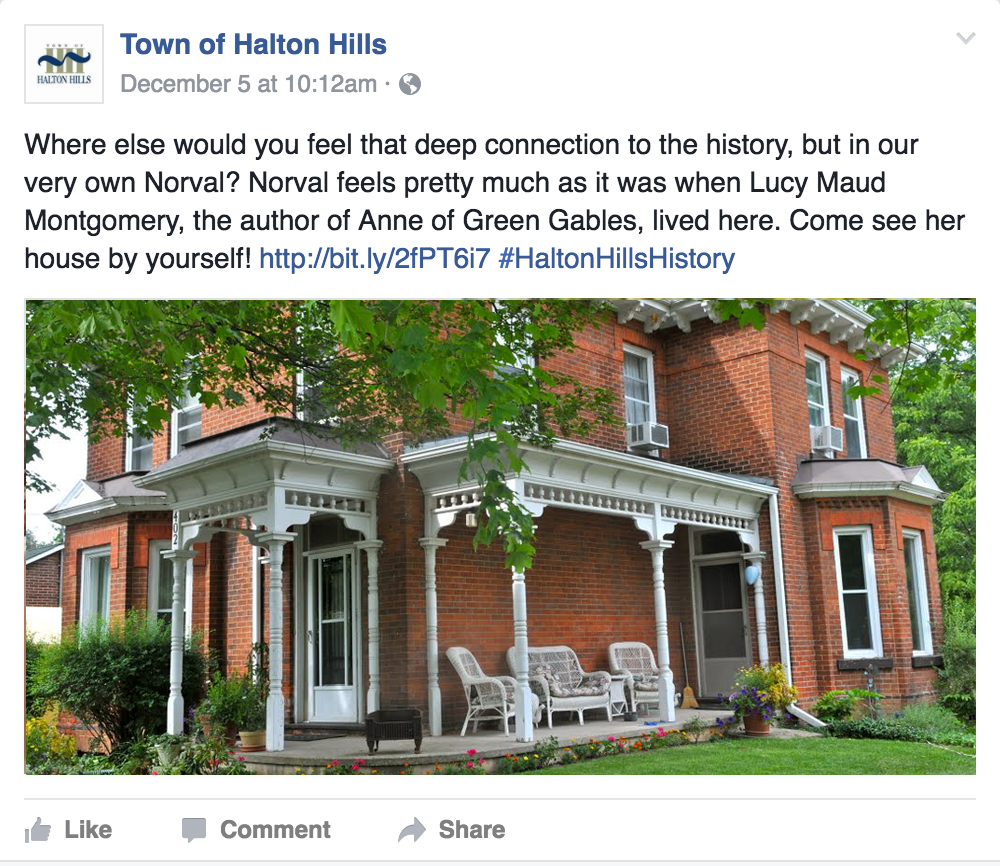 TOWN OF
HALTON HILLS
Town of Halton Hills
December 5 at 10:12am ·
Where else would you feel that deep connection to the history, but in our
very own Norval? Norval feels pretty much as it was when Lucy Maud
Montgomery, the author of Anne of Green Gables, lived here. Come see her
house by yourself! http://bit.ly/2fPT6i7 #HaltonHillsHistory
402
Like Comment Share